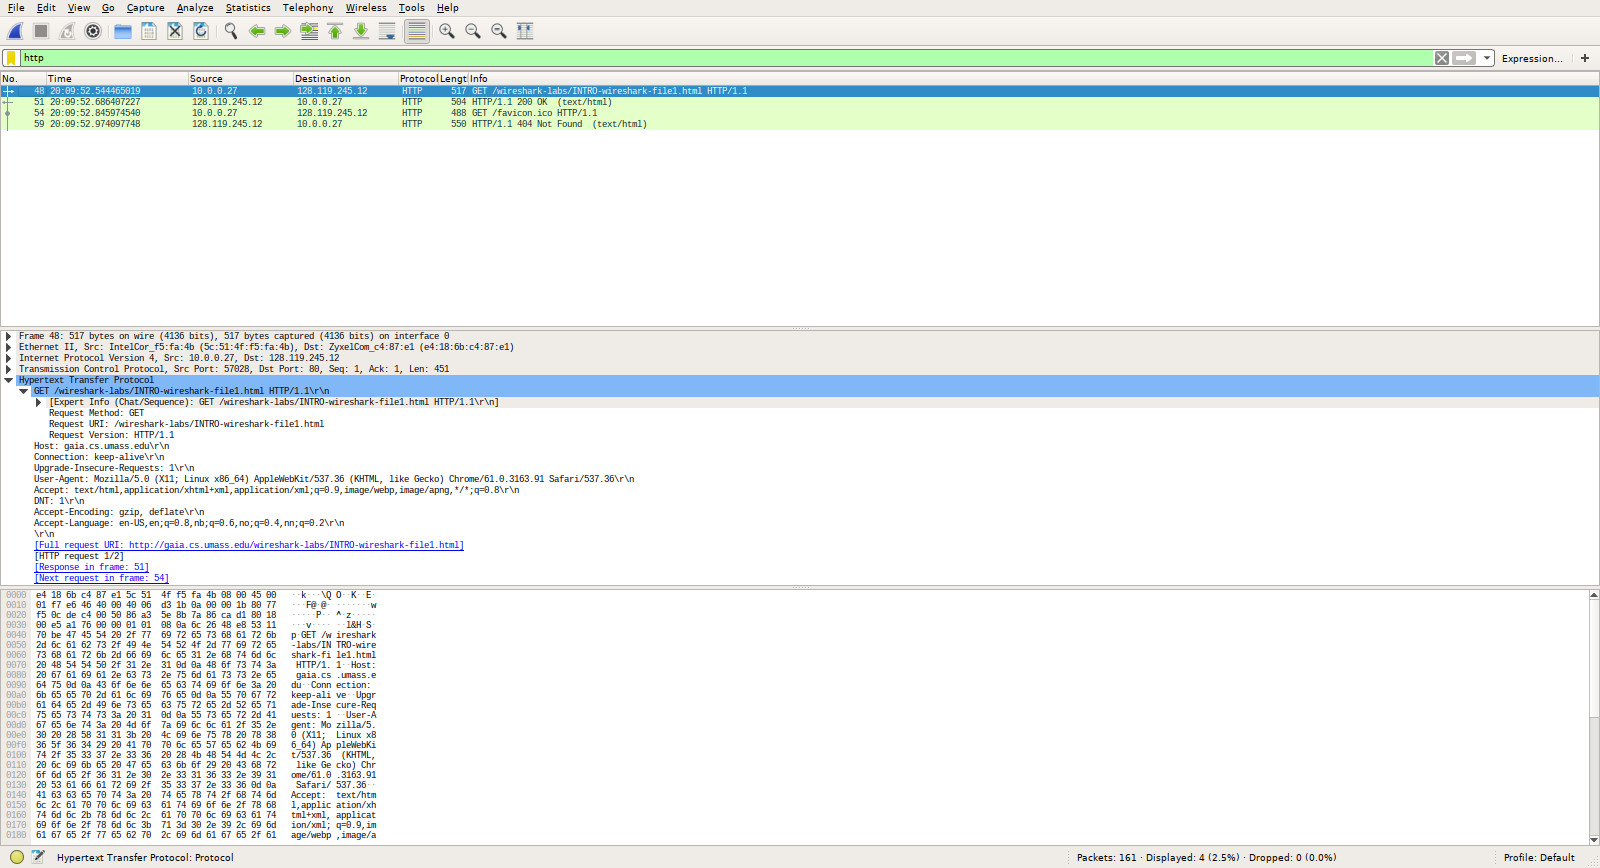 File Edit View Go Capture Analyze Statistics Telephony Wireless Tools Help
http
Expression... +
No. Time Source Destination Protocol Lengt Info
48 20:09:52.544465019 10.0.0.27 128.119.245.12 HTTP 517 GET /wireshark-labs/INTRO-wireshark-file1.html HTTP/1.1
51 20:09:52.686407227 128.119.245.12 10.0.0.27 HTTP 504 HTTP/1.1 200 OK (text/html)
54 20:09:52.845974540 10.0.0.27 128.119.245.12 HTTP 488 GET /favicon.ico HTTP/1.1
59 20:09:52.974097748 128.119.245.12 10.0.0.27 HTTP 550 HTTP/1.1 404 Not Found (text/html)
Frame 48: 517 bytes on wire (4136 bits), 517 bytes captured (4136 bits) on interface 0
Ethernet II, Src: IntelCor_f5:fa:4b (5c:51:4f:f5:fa:4b), Dst: ZyxelCom_c4:87:e1 (e4:18:6b:c4:87:e1)
Internet Protocol Version 4, Src: 10.0.0.27, Dst: 128.119.245.12
Transmission Control Protocol, Src Port: 57028, Dst Port: 80, Seq: 1, Ack: 1, Len: 451
Hypertext Transfer Protocol
GET /wireshark-labs/INTRO-wireshark-file1.html HTTP/1.1\r\n
[Expert Info (Chat/Sequence): GET /wireshark-labs/INTRO-wireshark-file1.html HTTP/1.1\r\n]
Request Method: GET
Request URI: /wireshark-labs/INTRO-wireshark-file1.html
Request Version: HTTP/1.1
Host: gaia.cs.umass.edu\r\n
Connection: keep-alive\r\n
Upgrade-Insecure-Requests: 1\r\n
User-Agent: Mozilla/5.0 (X11; Linux x86_64) AppleWebKit/537.36 (KHTML, like Gecko) Chrome/61.0.3163.91 Safari/537.36\r\n
Accept: text/html,application/xhtml+xml,application/xml;q=0.9,image/webp,image/apng,*/*;q=0.8\r\n
DNT: 1\r\n
Accept-Encoding: gzip, deflate\r\n
Accept-Language: en-US,en;q=0.8,nb;q=0.6,no;q=0.4,nn;q=0.2\r\n
\r\n
[Full request URI: http://gaia.cs.umass.edu/wireshark-labs/INTRO-wireshark-file1.html]
[HTTP request 1/2]
[Response in frame: 51]
[Next request in frame: 54]
0000 e4 18 6b c4 87 e1 5c 51 4f f5 fa 4b 08 00 45 00 ··k···\Q O··K··E·
0010 01 f7 e6 46 40 00 40 06 d3 1b 0a 00 00 1b 80 77 ···F@·@· ·······w
0020 f5 0c de c4 00 50 86 a3 5e 8b 7a 86 ca d1 80 18 ·····P·· ^·z·····
0030 00 e5 a1 76 00 00 01 01 08 0a 6c 26 48 e8 53 11 ···v···· ··l&H·S·
0040 70 be 47 45 54 20 2f 77 69 72 65 73 68 61 72 6b p·GET /w ireshark
0050 2d 6c 61 62 73 2f 49 4e 54 52 4f 2d 77 69 72 65 -labs/IN TRO-wire
0060 73 68 61 72 6b 2d 66 69 6c 65 31 2e 68 74 6d 6c shark-fi le1.html
0070 20 48 54 54 50 2f 31 2e 31 0d 0a 48 6f 73 74 3a HTTP/1. 1··Host:
0080 20 67 61 69 61 2e 63 73 2e 75 6d 61 73 73 2e 65 gaia.cs .umass.e
0090 64 75 0d 0a 43 6f 6e 6e 65 63 74 69 6f 6e 3a 20 du··Conn ection:
00a0 6b 65 65 70 2d 61 6c 69 76 65 0d 0a 55 70 67 72 keep-ali ve··Upgr
00b0 61 64 65 2d 49 6e 73 65 63 75 72 65 2d 52 65 71 ade-Inse cure-Req
00c0 75 65 73 74 73 3a 20 31 0d 0a 55 73 65 72 2d 41 uests: 1 ··User-A
00d0 67 65 6e 74 3a 20 4d 6f 7a 69 6c 6c 61 2f 35 2e gent: Mo zilla/5.
00e0 30 20 28 58 31 31 3b 20 4c 69 6e 75 78 20 78 38 0 (X11; Linux x8
00f0 36 5f 36 34 29 20 41 70 70 6c 65 57 65 62 4b 69 6_64) Ap pleWebKi
0100 74 2f 35 33 37 2e 33 36 20 28 4b 48 54 4d 4c 2c t/537.36 (KHTML,
0110 20 6c 69 6b 65 20 47 65 63 6b 6f 29 20 43 68 72 like Ge cko) Chr
0120 6f 6d 65 2f 36 31 2e 30 2e 33 31 36 33 2e 39 31 ome/61.0 .3163.91
0130 20 53 61 66 61 72 69 2f 35 33 37 2e 33 36 0d 0a Safari/ 537.36··
0140 41 63 63 65 70 74 3a 20 74 65 78 74 2f 68 74 6d Accept: text/htm
0150 6c 2c 61 70 70 6c 69 63 61 74 69 6f 6e 2f 78 68 l,applic ation/xh
0160 74 6d 6c 2b 78 6d 6c 2c 61 70 70 6c 69 63 61 74 tml+xml, applicat
0170 69 6f 6e 2f 78 6d 6c 3b 71 3d 30 2e 39 2c 69 6d ion/xml; q=0.9,im
0180 61 67 65 2f 77 65 62 70 2c 69 6d 61 67 65 2f 61 age/webp ,image/a
Hypertext Transfer Protocol: Protocol
Packets: 161 · Displayed: 4 (2.5%) · Dropped: 0 (0.0%)
Profile: Default